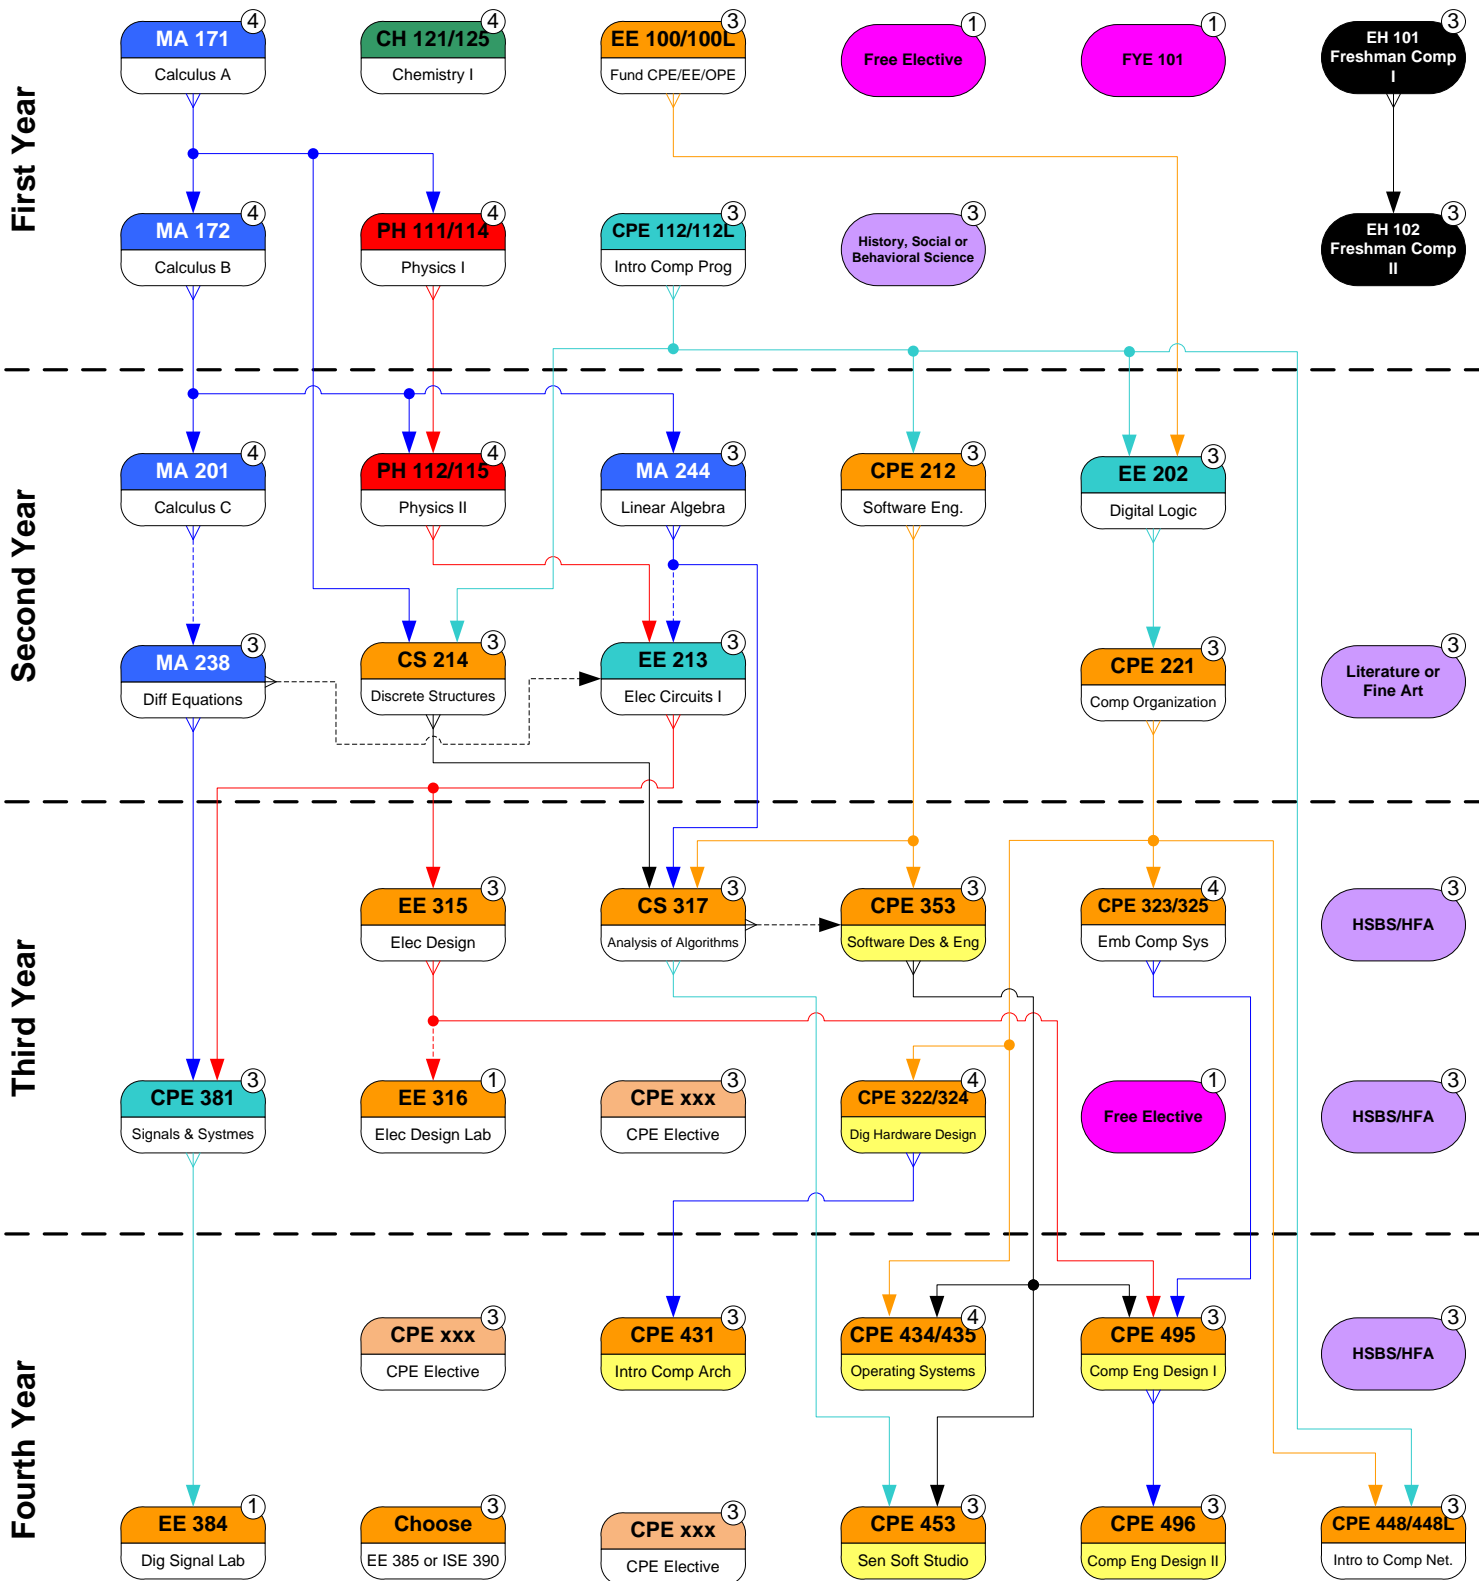 First Year
4
MA 171
Calculus A
4
CH 121/125
Chemistry I
3
EE 100/100L
Fund CPE/EE/OPE
1
Free Elective
1
FYE 101
3
EH 101
Freshman Comp
I
4
MA 172
Calculus B
4
PH 111/114
Physics I
3
CPE 112/112L
Intro Comp Prog
3
History, Social or
Behavioral Science
3
EH 102
Freshman Comp
II
Second Year
4
MA 201
Calculus C
4
PH 112/115
Physics II
3
MA 244
Linear Algebra
3
CPE 212
Software Eng.
3
EE 202
Digital Logic
3
MA 238
Diff Equations
3
CS 214
Discrete Structures
3
EE 213
Elec Circuits I
3
CPE 221
Comp Organization
3
Literature or
Fine Art
Third Year
3
EE 315
Elec Design
3
CS 317
Analysis of Algorithms
3
CPE 353
Software Des & Eng
4
CPE 323/325
Emb Comp Sys
3
HSBS/HFA
3
CPE 381
Signals & Systmes
1
EE 316
Elec Design Lab
3
CPE xxx
CPE Elective
4
CPE 322/324
Dig Hardware Design
1
Free Elective
3
HSBS/HFA
Fourth Year
3
CPE xxx
CPE Elective
3
CPE 431
Intro Comp Arch
4
CPE 434/435
Operating Systems
3
CPE 495
Comp Eng Design I
3
HSBS/HFA
1
EE 384
Dig Signal Lab
3
Choose
EE 385 or ISE 390
3
CPE xxx
CPE Elective
3
CPE 453
Sen Soft Studio
3
CPE 496
Comp Eng Design II
3
CPE 448/448L
Intro to Comp Net.